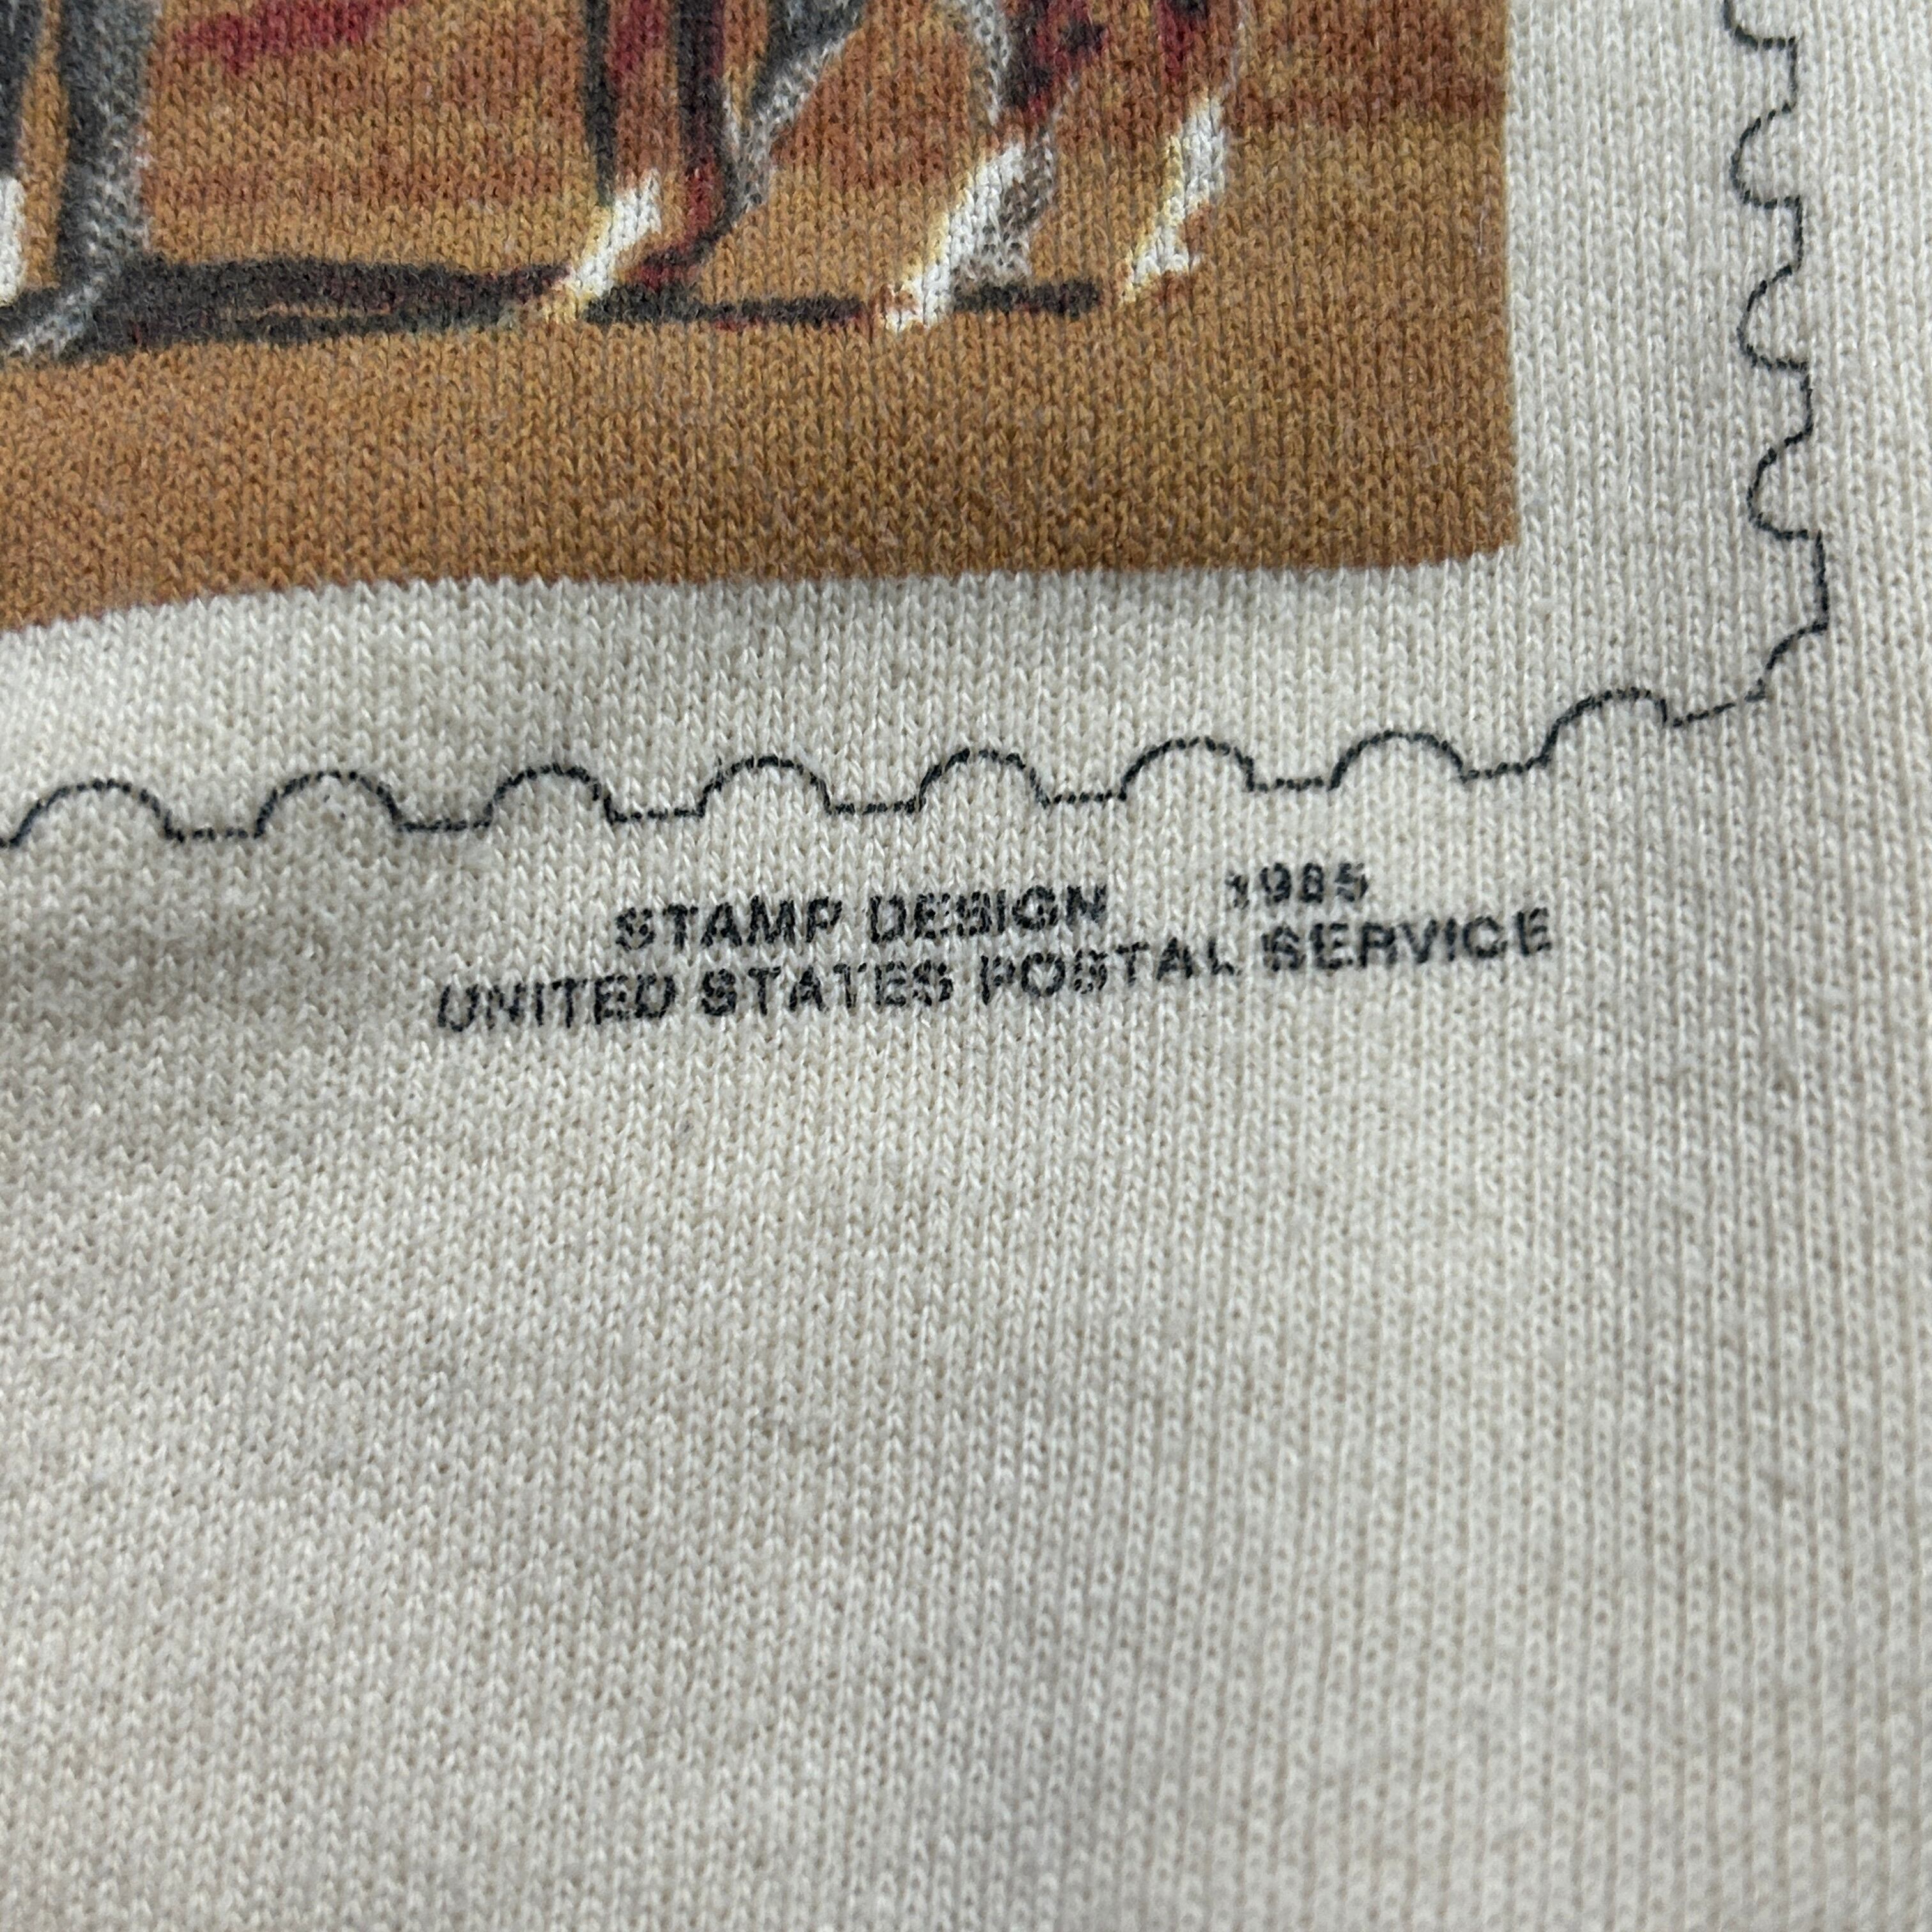 STAMP DESIGN 1985
UNITED STATES POSTAL SERVICE